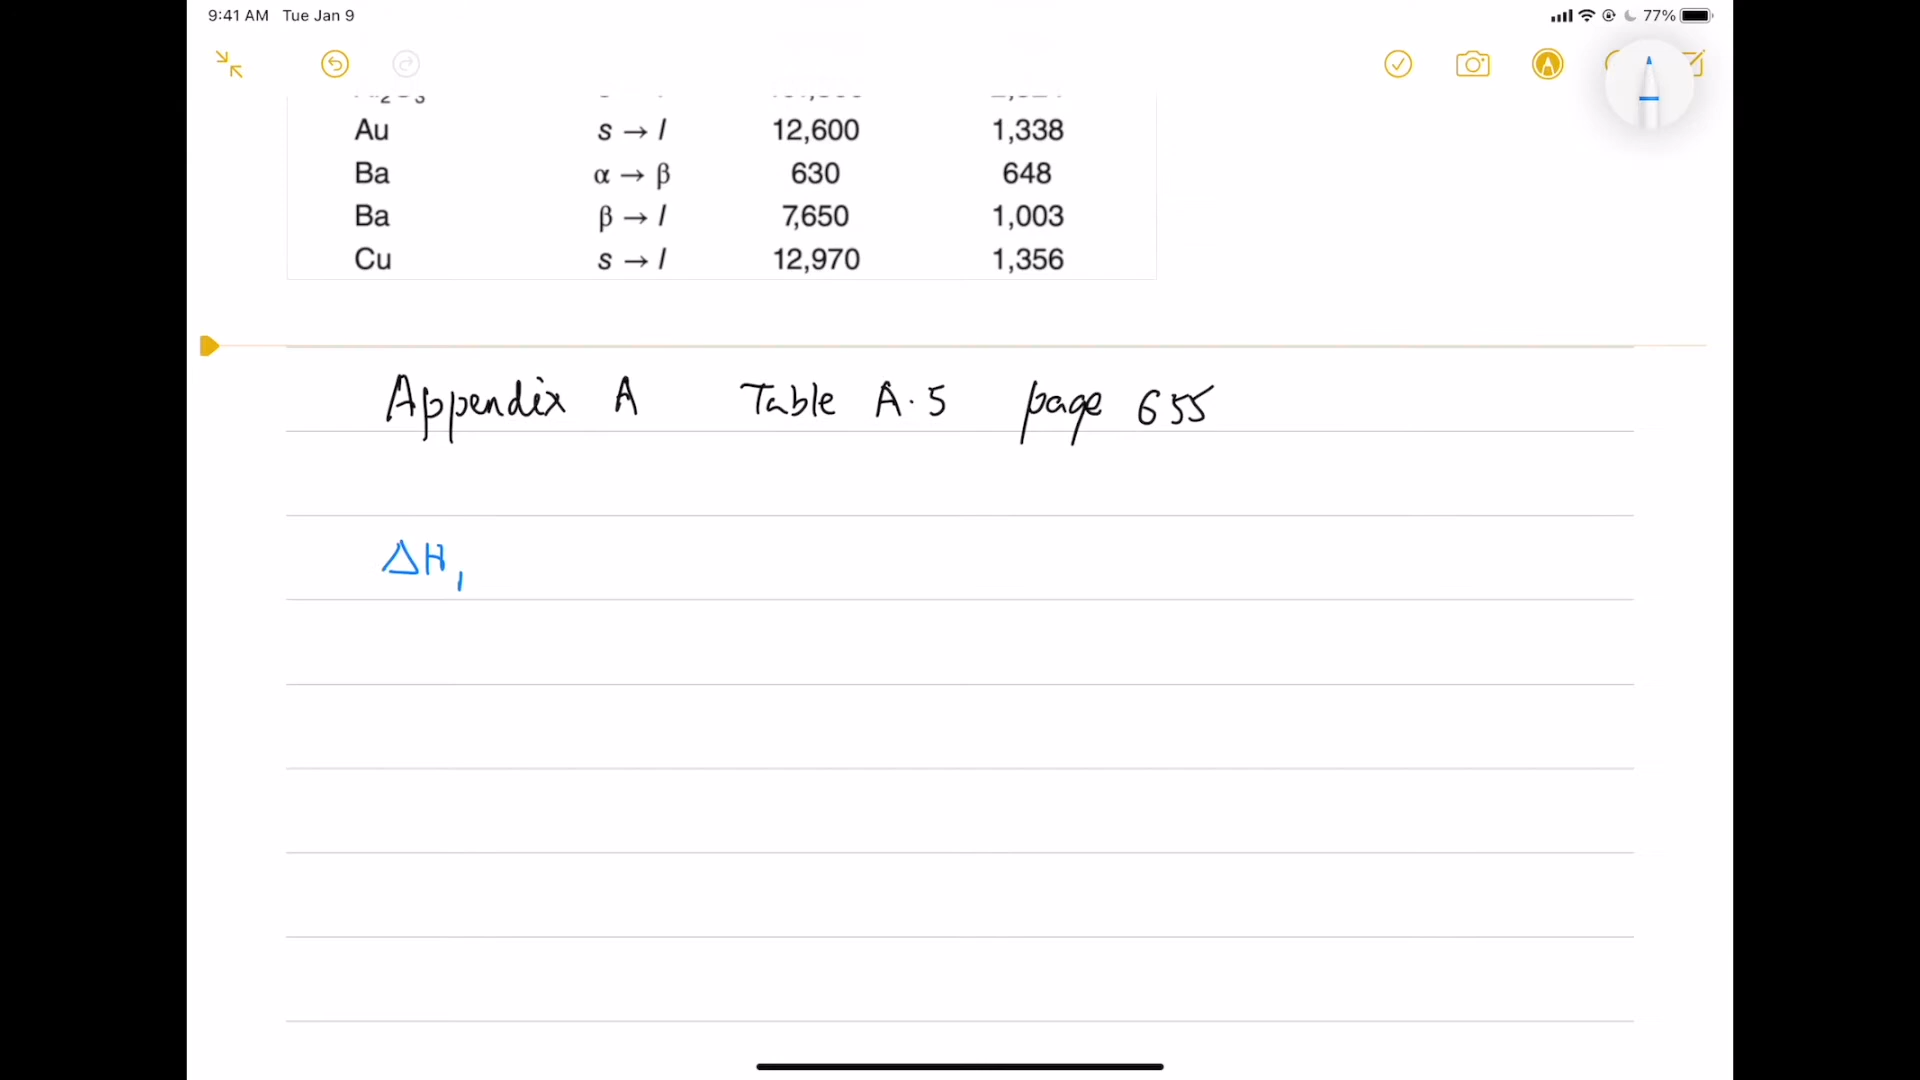 9:41 AM Tue Jan 9 77%
Au s → l 12,600 1,338
Ba α → β 630 648
Ba β → l 7,650 1,003
Cu s → l 12,970 1,356
Appendix A Table A.5 page 655
ΔH₁